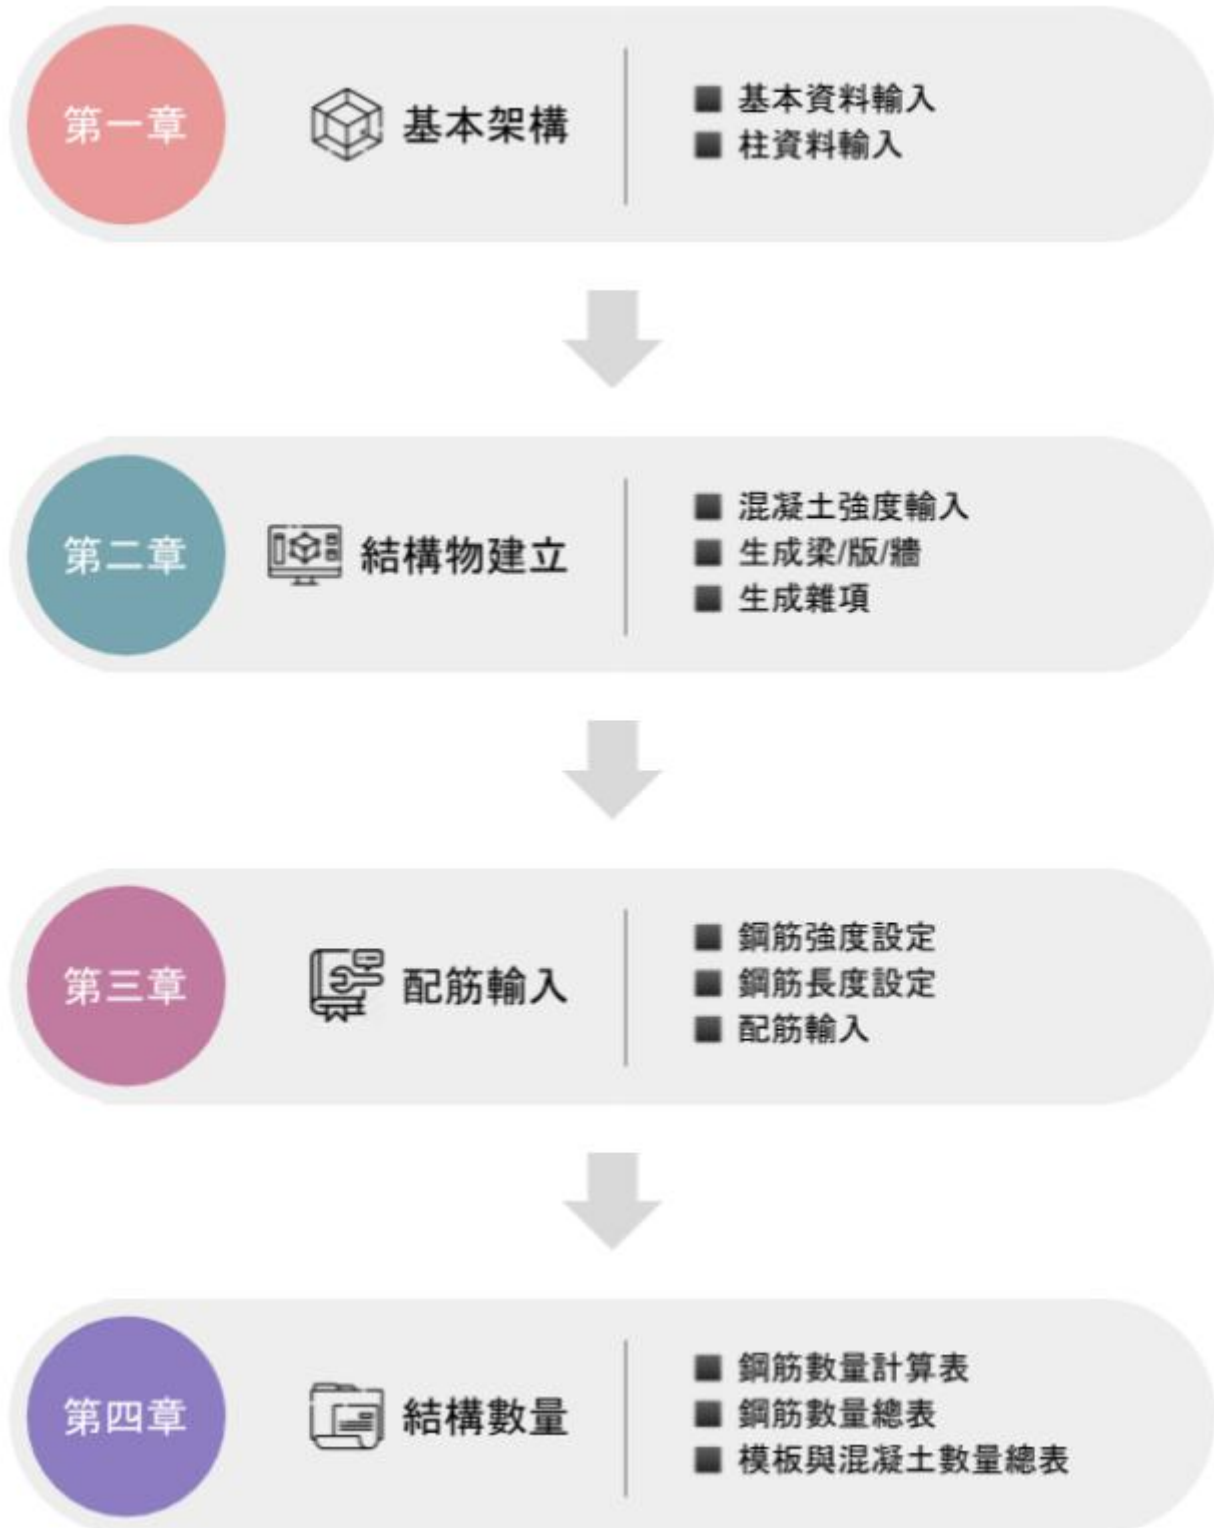 第一章
基本架構
基本資料輸入
柱資料輸入
第二章
結構物建立
混凝土強度輸入
生成梁/版/牆
生成雜項
第三章
配筋輸入
鋼筋強度設定
鋼筋長度設定
配筋輸入
第四章
結構數量
鋼筋數量計算表
鋼筋數量總表
模板與混凝土數量總表